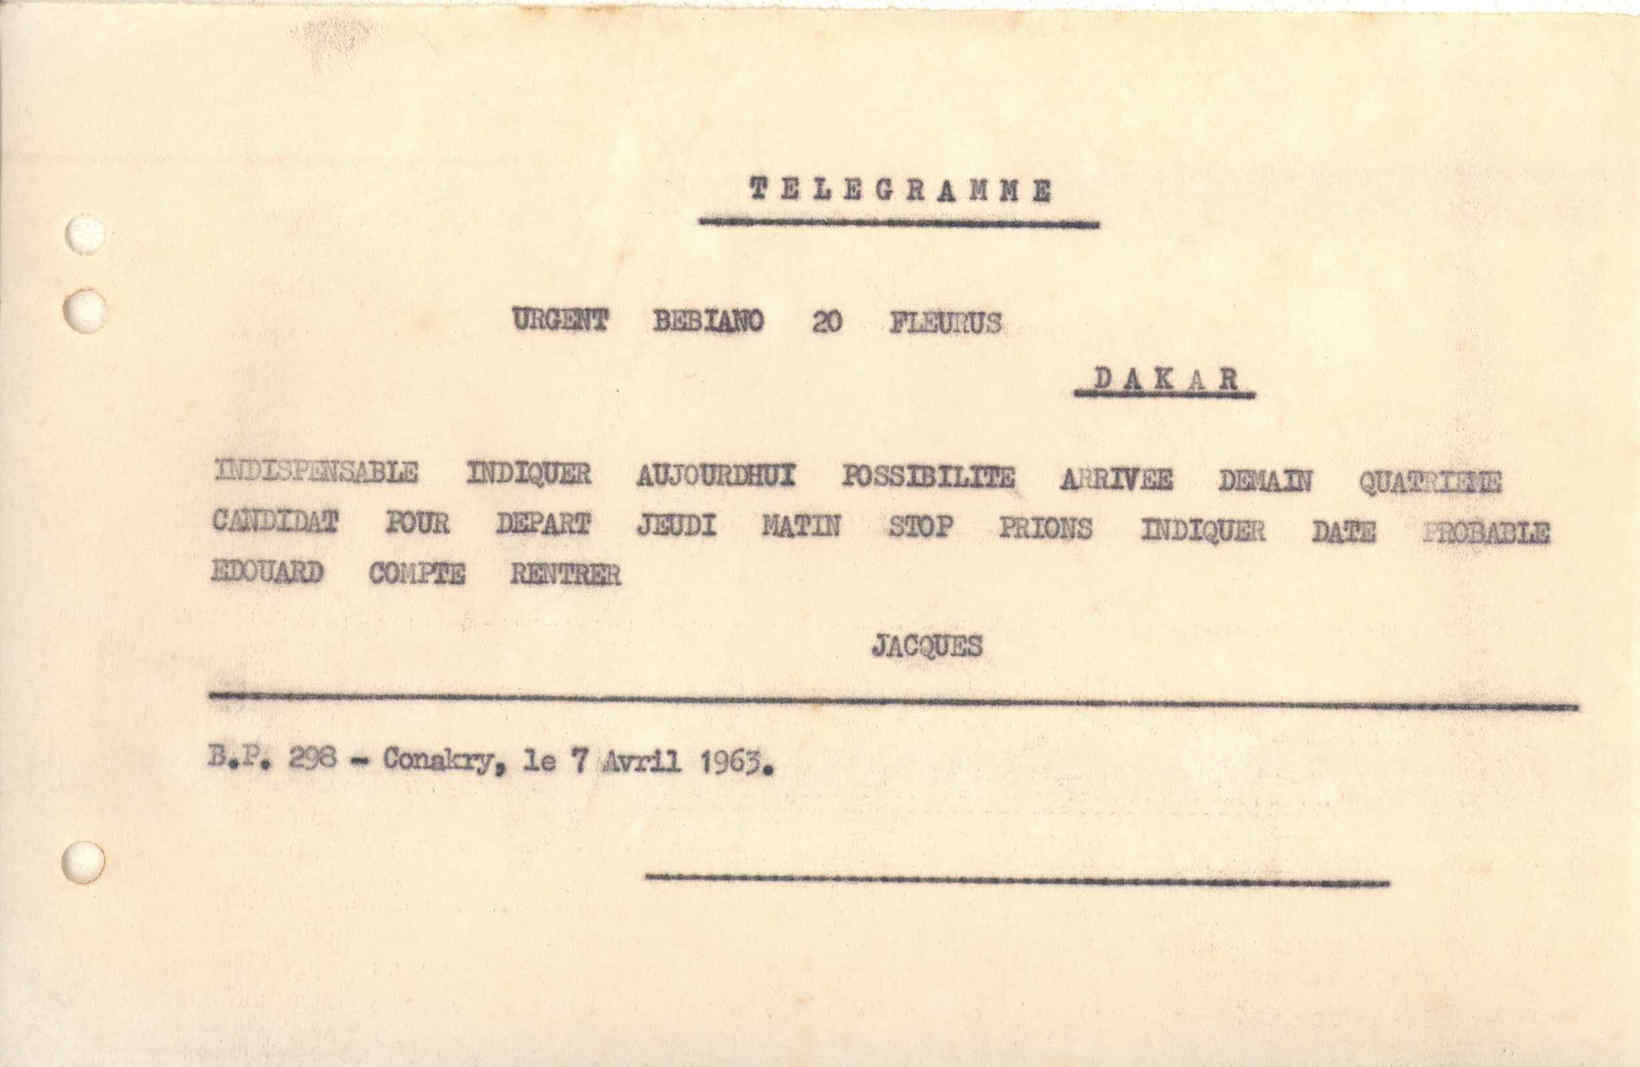 TELEGRAMME
URGENT BEBIANO 20 FLEURUS
DAKAR
INDISPENSABLE INDIQUER AUJOURDHUI POSSIBILITE ARRIVEE DEMAIN QUATRIEME
CANDIDAT POUR DEPART JEUDI MATIN STOP PRIONS INDIQUER DATE PROBABLE
EDOUARD COMPTE RENTRER
JACQUES
B.P. 298 - Conakry, le 7 Avril 1963.